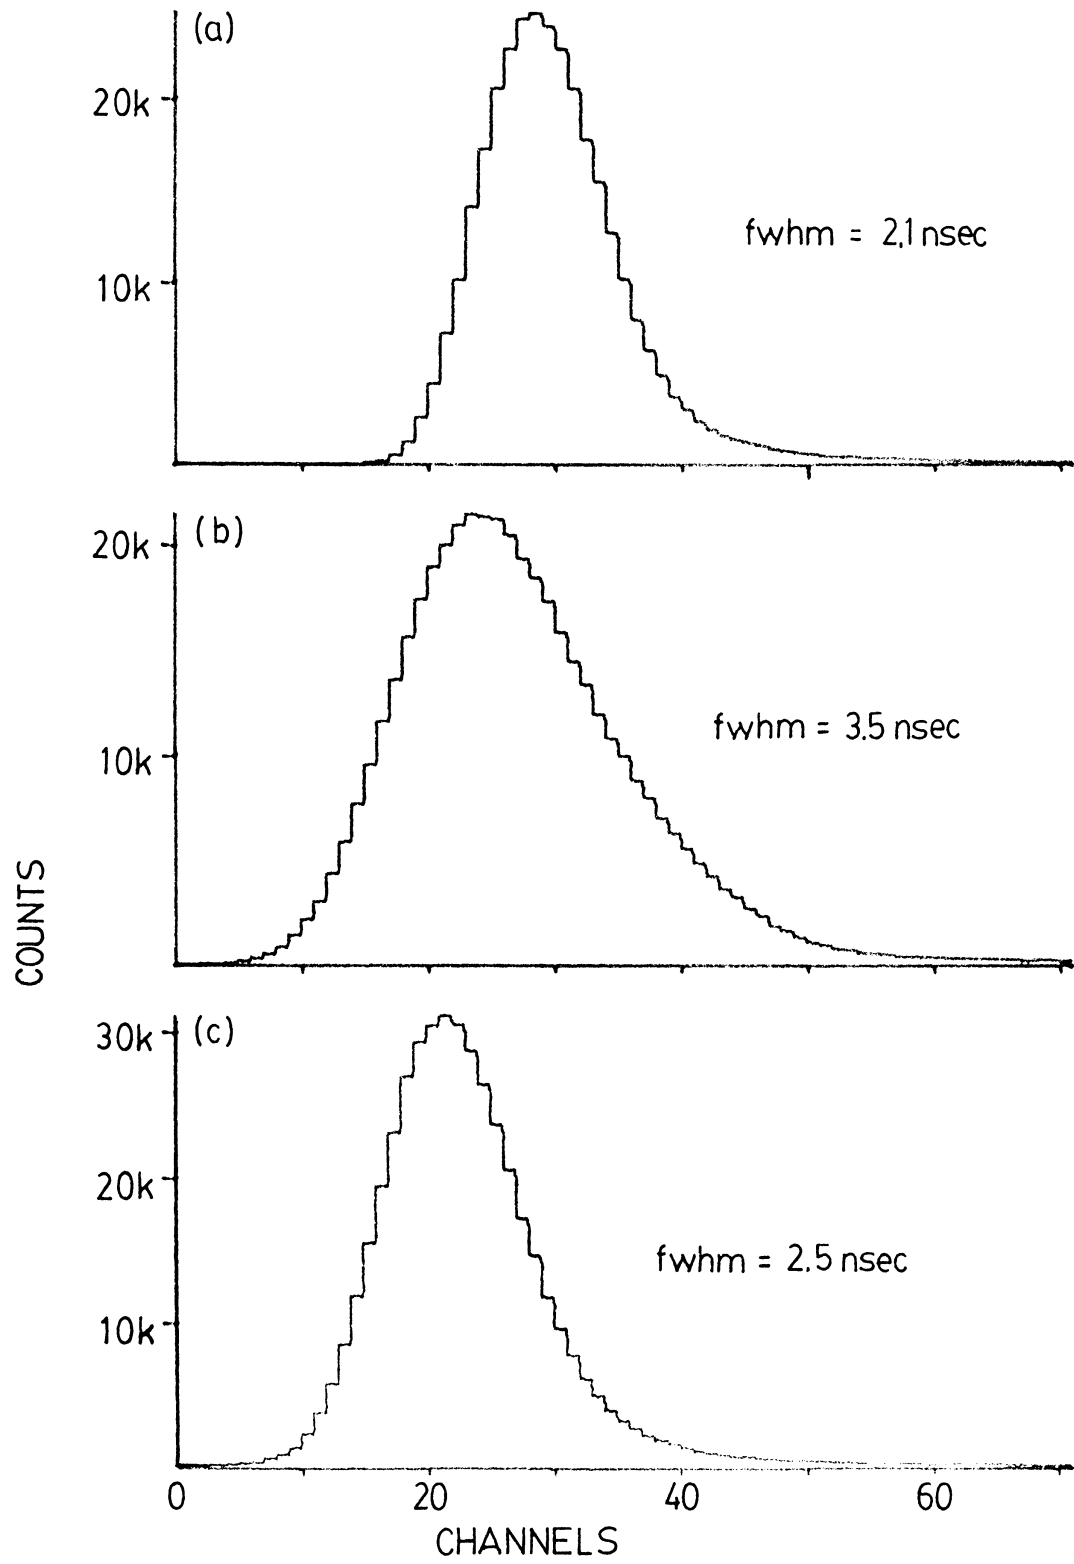 (a)
20k
10k
fwhm = 2.1 nsec
(b)
20k
10k
fwhm = 3.5 nsec
COUNTS
(c)
30k
20k
10k
fwhm = 2.5 nsec
0 20 40 60
CHANNELS